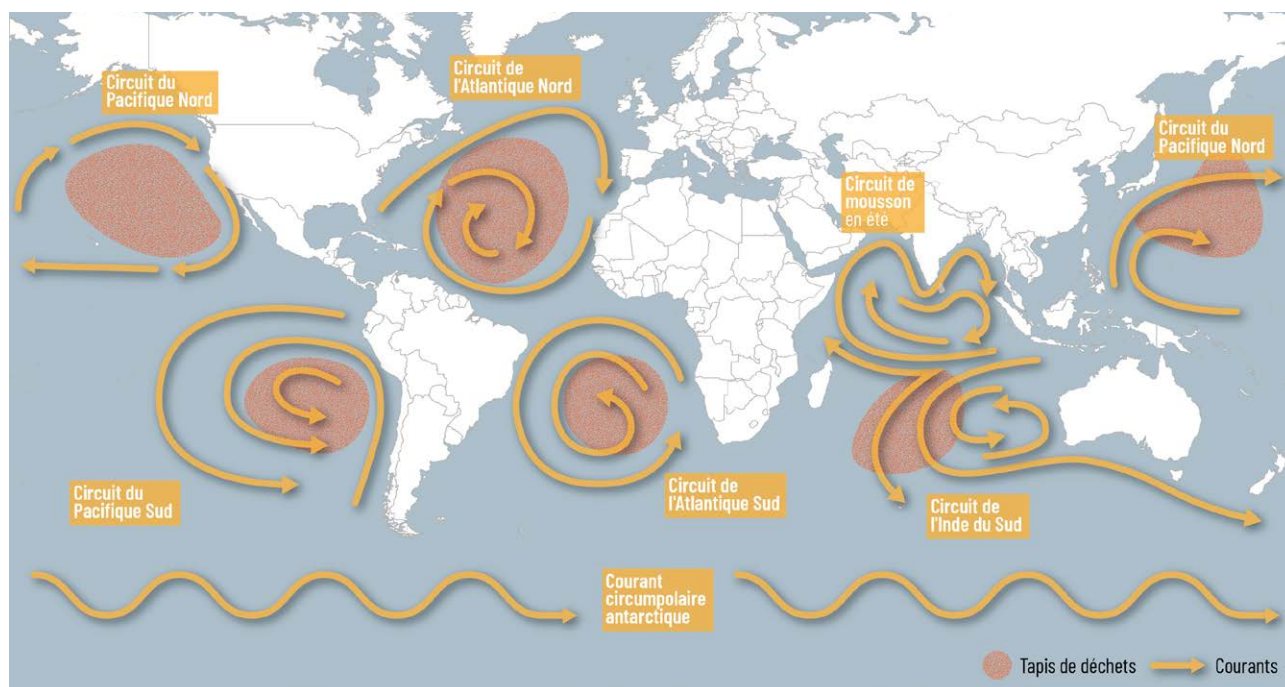 Circuit du
Pacifique Nord
Circuit de
l'Atlantique Nord
Circuit du
Pacifique Nord
Circuit de
mousson
en été
Circuit du
Pacifique Sud
Circuit de
l'Atlantique Sud
Circuit de
l'Inde du Sud
Courant
circumpolaire
antarctique
Tapis de déchets
Courants